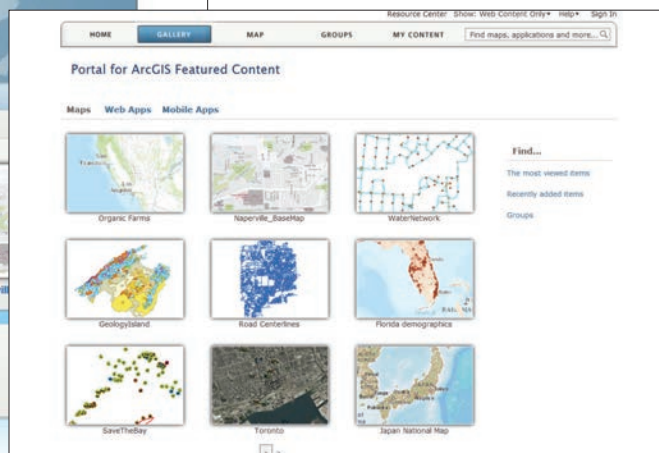 Resource Center Show: Web Content Only▾ Help▾ Sign In
HOME GALLERY MAP GROUPS MY CONTENT Find maps, applications and more...
Portal for ArcGIS Featured Content
Maps Web Apps Mobile Apps
Find...
The most viewed items
Recently added items
Groups
Organic Farms Naperville_BaseMap WaterNetwork
GeologyIsland Road Centerlines Florida demographics
SaveTheBay Toronto Japan National Map